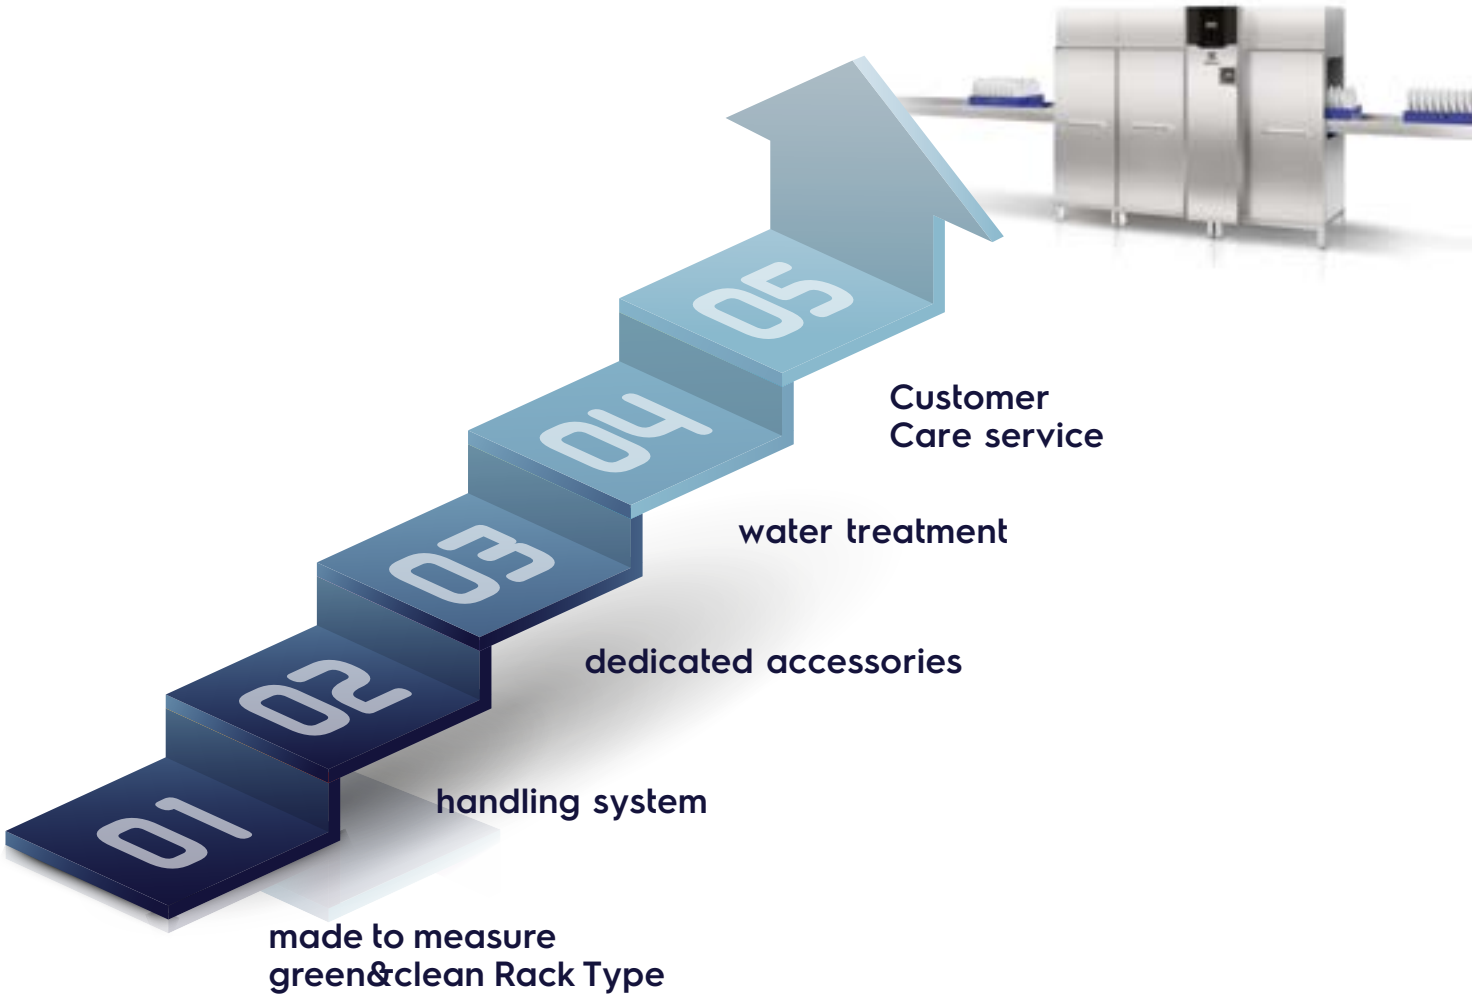 05
Customer
Care service
04
water treatment
03
dedicated accessories
02
handling system
01
made to measure
green&clean Rack Type